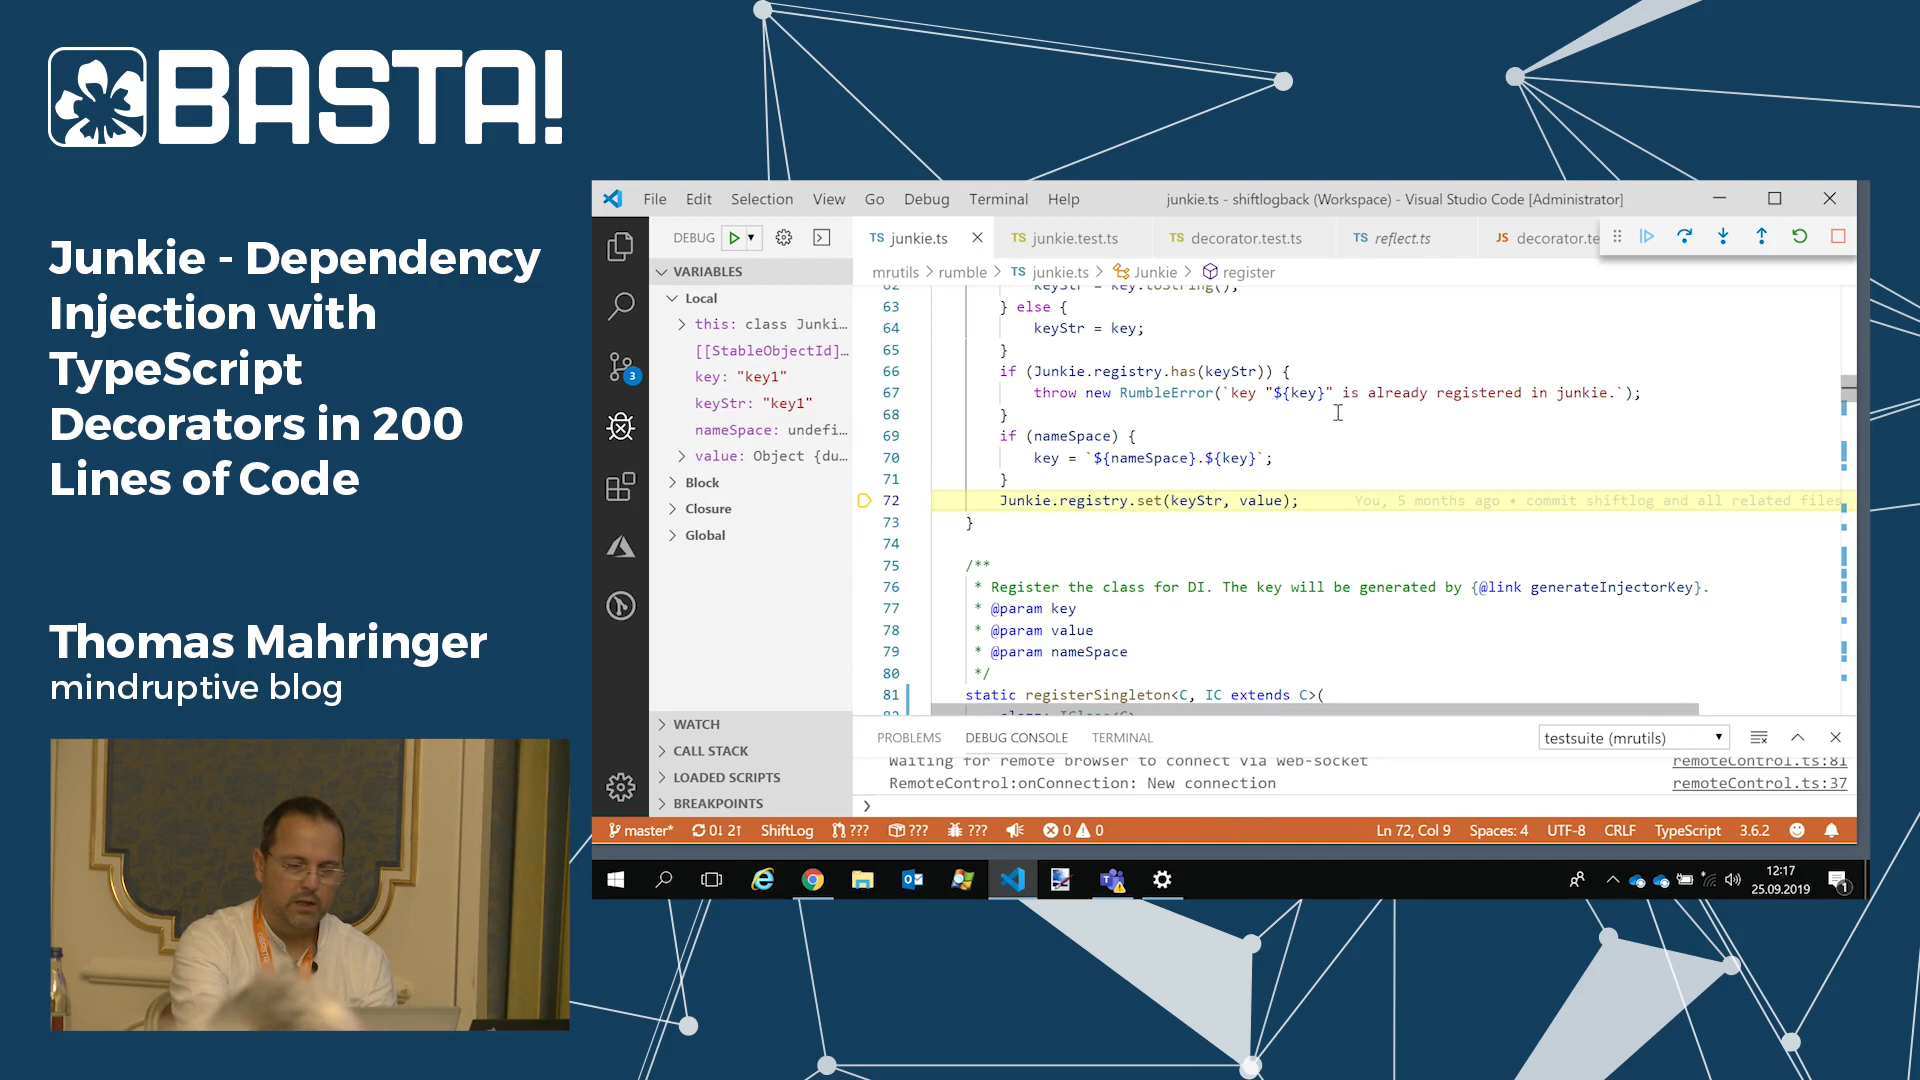 BASTA!
Junkie - Dependency
Injection with
TypeScript
Decorators in 200
Lines of Code
Thomas Mahringer
mindruptive blog
File Edit Selection View Go Debug Terminal Help junkie.ts - shiftlogback (Workspace) - Visual Studio Code [Administrator]
DEBUG TS junkie.ts TS junkie.test.ts TS decorator.test.ts TS reflect.ts JS decorator.te
mrutils > rumble > TS junkie.ts > Junkie > register
VARIABLES
Local
this: class Junki...
[[StableObjectId]...
key: "key1"
keyStr: "key1"
nameSpace: undefi...
value: Object {du...
Block
Closure
Global
WATCH
CALL STACK
LOADED SCRIPTS
BREAKPOINTS
3
62 keyStr = key.toString();
63 } else {
64 keyStr = key;
65 }
66 if (Junkie.registry.has(keyStr)) {
67 throw new RumbleError(`key "${key}" is already registered in junkie.`);
68 }
69 if (nameSpace) {
70 key = `${nameSpace}.${key}`;
71 }
72 Junkie.registry.set(keyStr, value); You, 5 months ago • commit shiftlog and all related files
73 }
74
75 /**
76 * Register the class for DI. The key will be generated by {@link generateInjectorKey}.
77 * @param key
78 * @param value
79 * @param nameSpace
80 */
81 static registerSingleton<C, IC extends C>(
PROBLEMS DEBUG CONSOLE TERMINAL testsuite (mrutils)
Waiting for remote browser to connect via web-socket remoteControl.ts:81
RemoteControl:onConnection: New connection remoteControl.ts:37
master* 0↓ 2↑ ShiftLog ??? ??? ??? 0 0 Ln 72, Col 9 Spaces: 4 UTF-8 CRLF TypeScript 3.6.2
12:17
25.09.2019
1